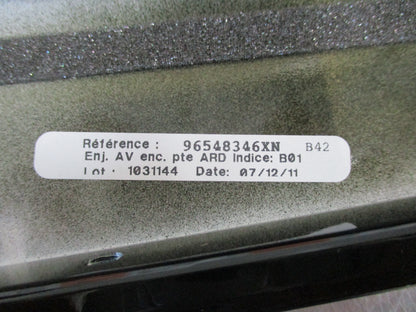 Référence : 96548346XN B42
Enj. AV enc. pte ARD Indice: B01
Lot : 1031144 Date: 07/12/11